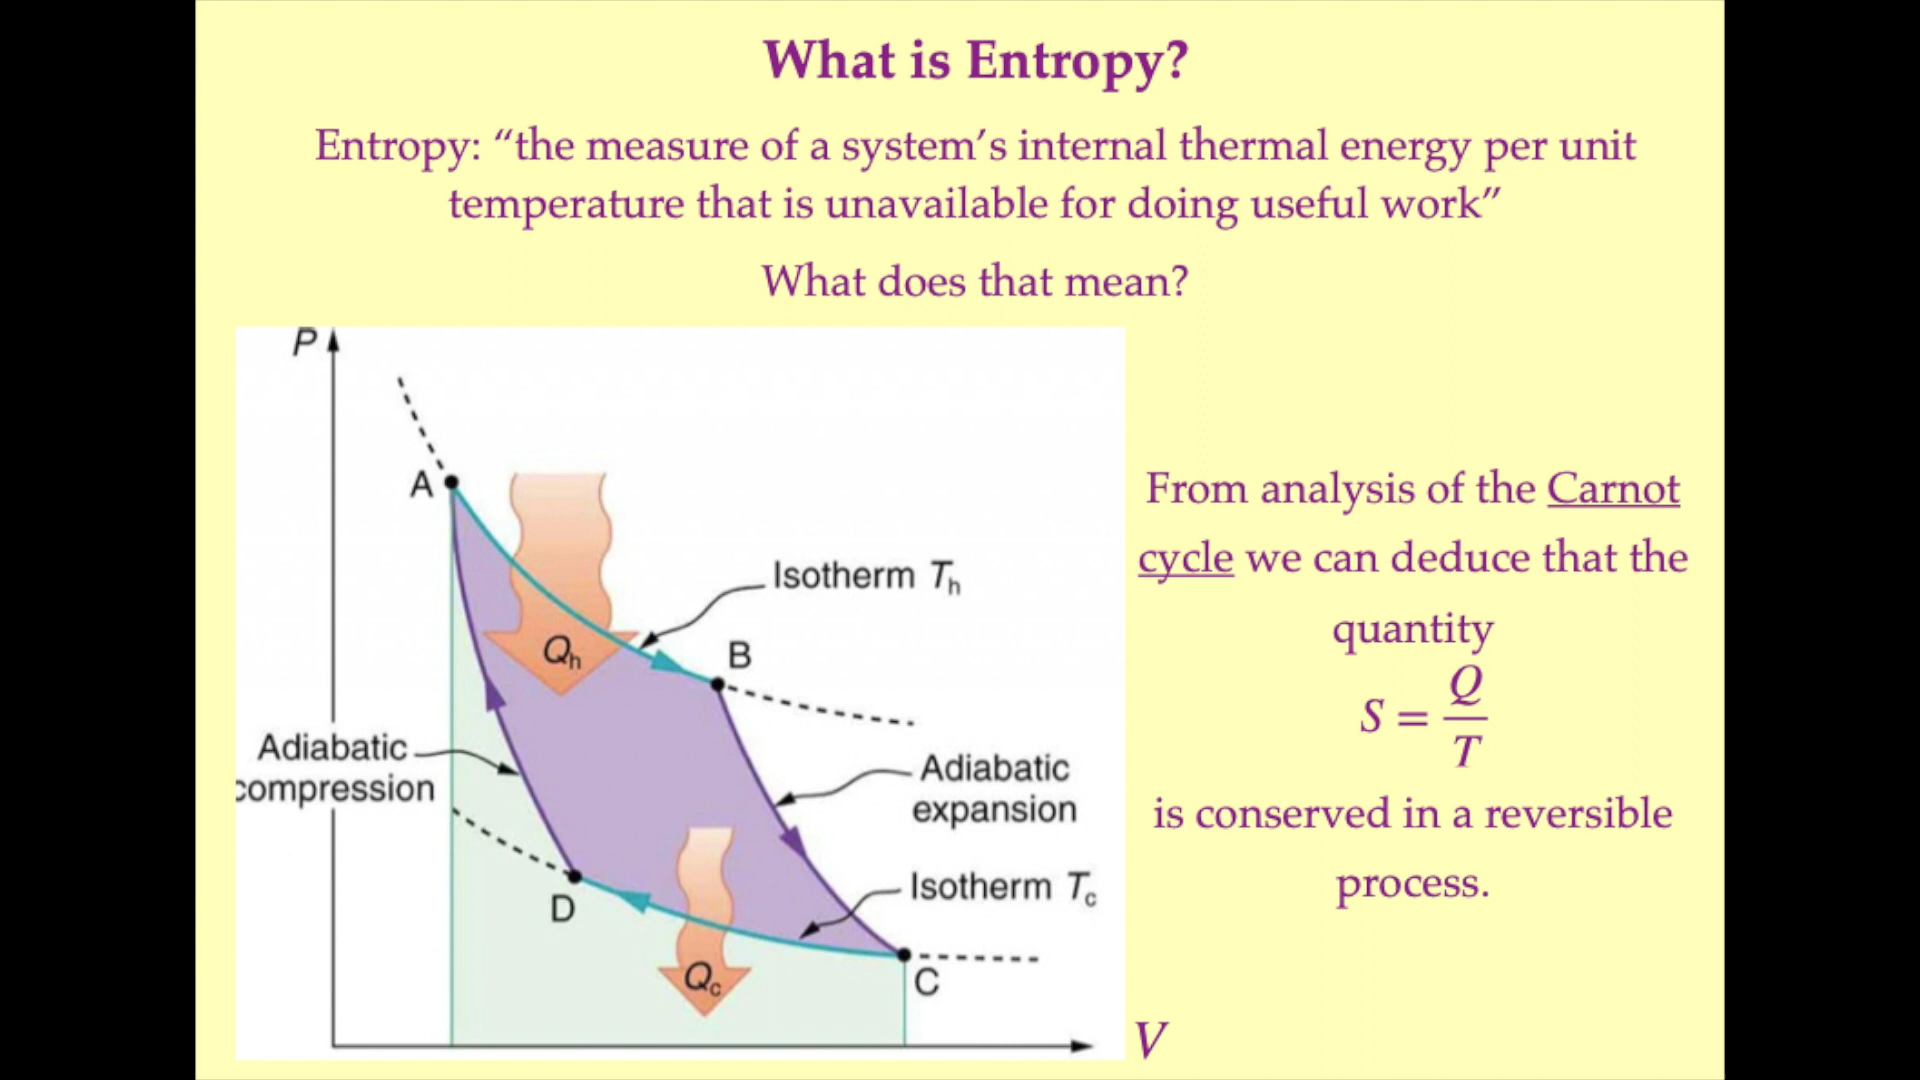 What is Entropy?
Entropy: “the measure of a system’s internal thermal energy per unit
temperature that is unavailable for doing useful work”
What does that mean?
P
A
Isotherm Th
Qh
B
Adiabatic
compression
Adiabatic
expansion
Isotherm Tc
D
Qc
C
V
From analysis of the Carnot
cycle we can deduce that the
quantity
S = Q/T
is conserved in a reversible
process.